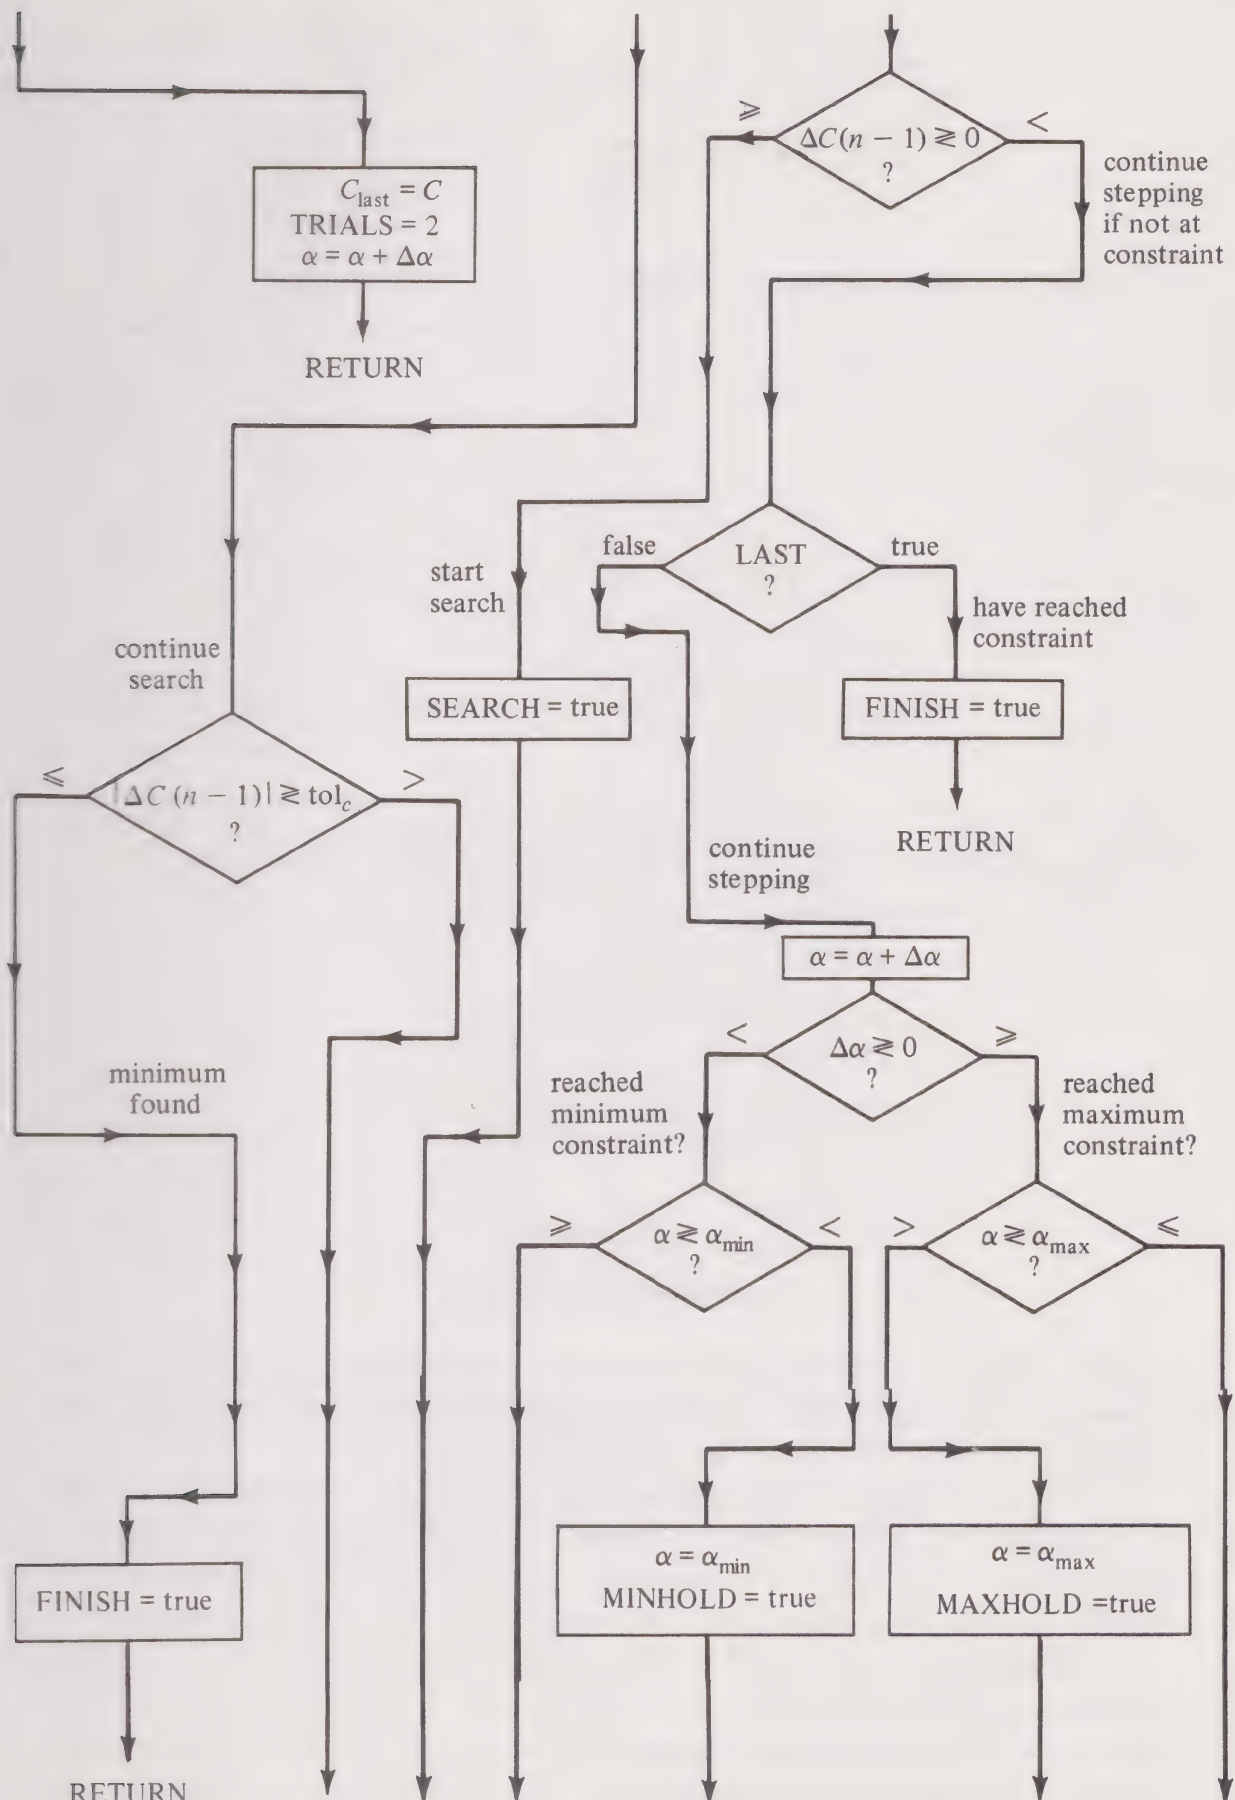 C_last = C
TRIALS = 2
α = α + Δα
RETURN
≥
ΔC(n − 1) ≷ 0
?
<
continue
stepping
if not at
constraint
false
LAST
?
true
start
search
have reached
constraint
continue
search
SEARCH = true
FINISH = true
⩽
|ΔC (n − 1)| ≷ tol_c
?
>
continue
stepping
RETURN
α = α + Δα
<
Δα ≷ 0
?
⩾
minimum
found
reached
minimum
constraint?
reached
maximum
constraint?
⩾
α ≷ α_min
?
<
>
α ≷ α_max
?
⩽
FINISH = true
α = α_min
MINHOLD = true
α = α_max
MAXHOLD =true
RETURN